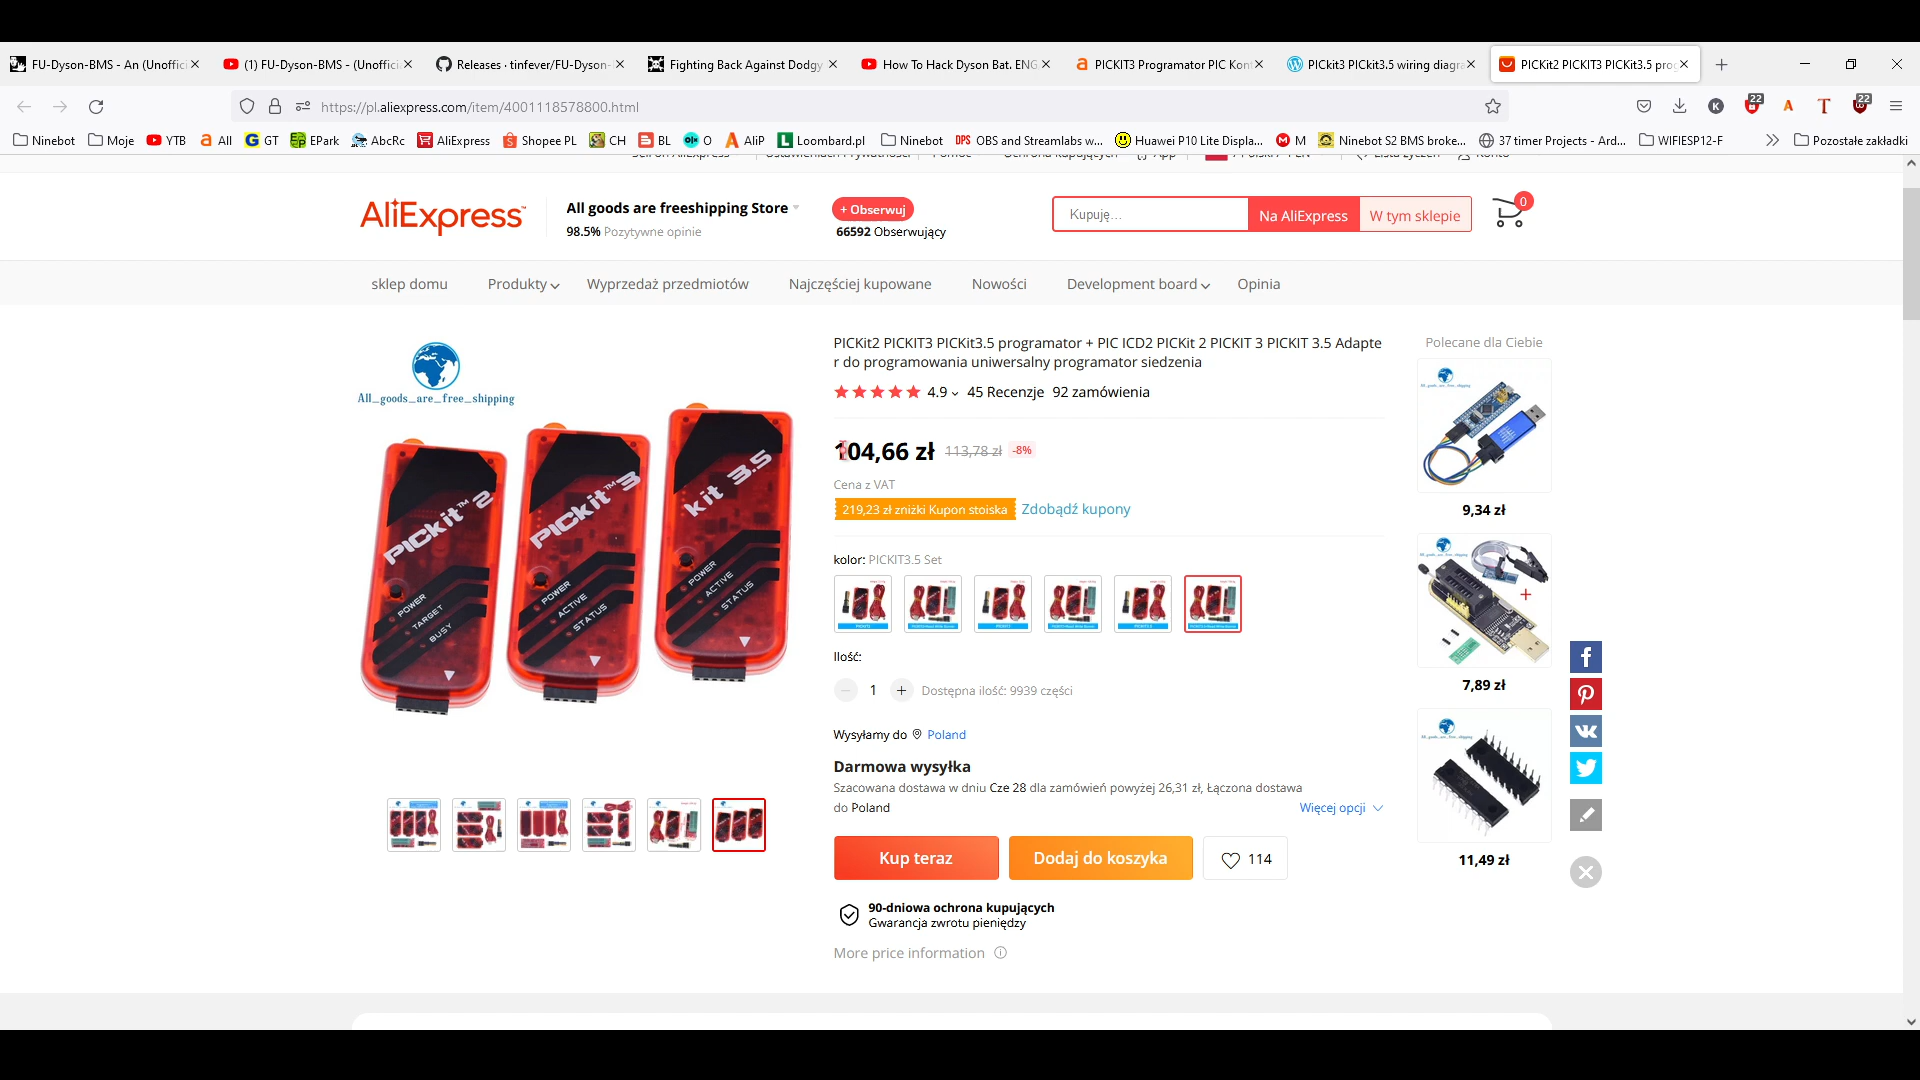 FU-Dyson-BMS - An (Unoffici
(1) FU-Dyson-BMS - (Unoffici
Releases · tinfever/FU-Dyson-
Fighting Back Against Dodgy
How To Hack Dyson Bat. ENG
PICKIT3 Programator PIC Kont
PICkit3 PICkit3.5 wiring diagra
PICKit2 PICKIT3 PICKit3.5 prog
https://pl.aliexpress.com/item/4001118578800.html
22
22
Ninebot
Moje
YTB
All
GT
EPark
AbcRc
AliExpress
Shopee PL
CH
BL
O
AliP
Loombard.pl
Ninebot
OBS and Streamlabs w...
Huawei P10 Lite Displa...
M
Ninebot S2 BMS broke...
37 timer Projects - Ard...
WIFIESP12-F
Pozostałe zakładki
AliExpress
All goods are freeshipping Store
98.5% Pozytywne opinie
+ Obserwuj
66592 Obserwujący
Kupuję...
Na AliExpress
W tym sklepie
0
sklep domu
Produkty
Wyprzedaż przedmiotów
Najczęściej kupowane
Nowości
Development board
Opinia
All_goods_are_free_shipping
PICkit™ 2
POWER
TARGET
BUSY
PICkit™ 3
POWER
ACTIVE
STATUS
kit 3.5
POWER
ACTIVE
STATUS
PICKit2 PICKIT3 PICKit3.5 programator + PIC ICD2 PICKit 2 PICKIT 3 PICKIT 3.5 Adapte
r do programowania uniwersalny programator siedzenia
4.9 45 Recenzje 92 zamówienia
104,66 zł 113,78 zł -8%
Cena z VAT
219,23 zł zniżki Kupon stoiska Zdobądź kupony
kolor: PICKIT3.5 Set
Ilość:
1
Dostępna ilość: 9939 części
Wysyłamy do Poland
Darmowa wysyłka
Szacowana dostawa w dniu Cze 28 dla zamówień powyżej 26,31 zł, Łączona dostawa
do Poland
Więcej opcji
Kup teraz
Dodaj do koszyka
114
90-dniowa ochrona kupujących
Gwarancja zwrotu pieniędzy
More price information
Polecane dla Ciebie
9,34 zł
7,89 zł
11,49 zł